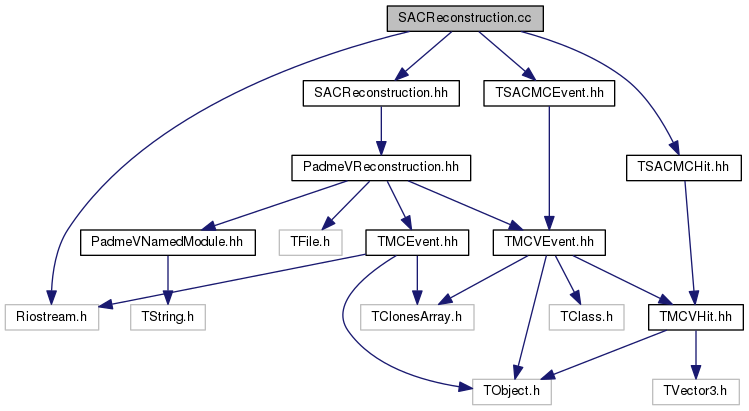 SACReconstruction.cc
SACReconstruction.hh
TSACMCEvent.hh
PadmeVReconstruction.hh
TSACMCHit.hh
PadmeVNamedModule.hh
TFile.h
TMCEvent.hh
TMCVEvent.hh
Riostream.h
TString.h
TClonesArray.h
TClass.h
TMCVHit.hh
TObject.h
TVector3.h